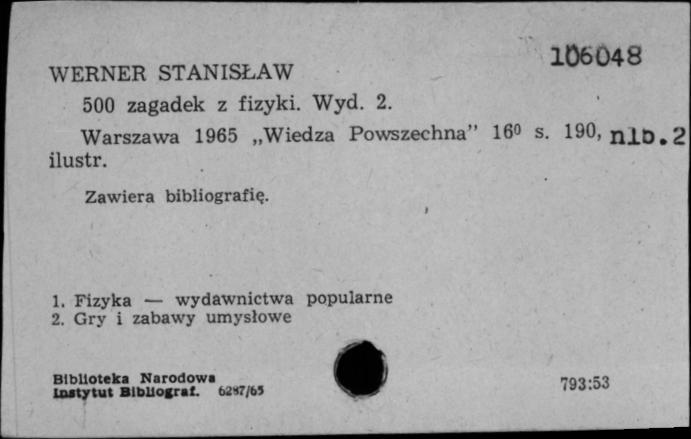 106048
WERNER STANISŁAW
500 zagadek z fizyki. Wyd. 2.
Warszawa 1965 „Wiedza Powszechna” 16⁰ s. 190, nlb.2
ilustr.
Zawiera bibliografię.
1. Fizyka — wydawnictwa popularne
2. Gry i zabawy umysłowe
Biblioteka Narodowa
Instytut Bibliograf. 6287/65
793:53